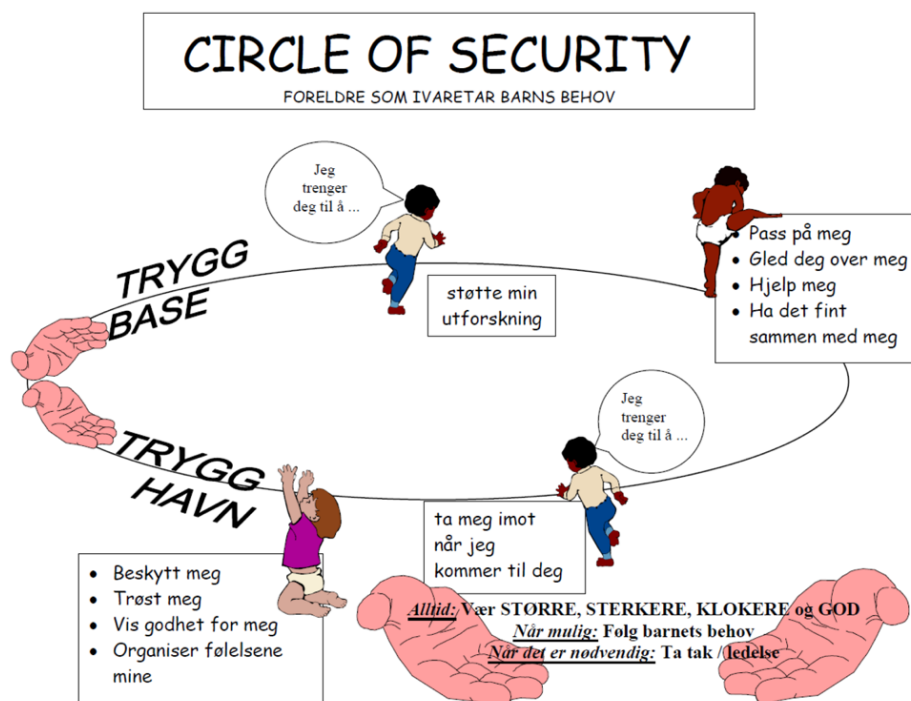 CIRCLE OF SECURITY
FORELDRE SOM IVARETAR BARNS BEHOV
Jeg
trenger
deg til å ...
TRYGG
BASE
støtte min
utforskning
• Pass på meg
• Gled deg over meg
• Hjelp meg
• Ha det fint
sammen med meg
Jeg
trenger
deg til å ...
TRYGG
HAVN
ta meg imot
når jeg
kommer til deg
• Beskytt meg
• Trøst meg
• Vis godhet for meg
• Organiser følelsene
mine
Alltid: Vær STØRRE, STERKERE, KLOKERE og GOD
Når mulig: Følg barnets behov
Når det er nødvendig: Ta tak / ledelse